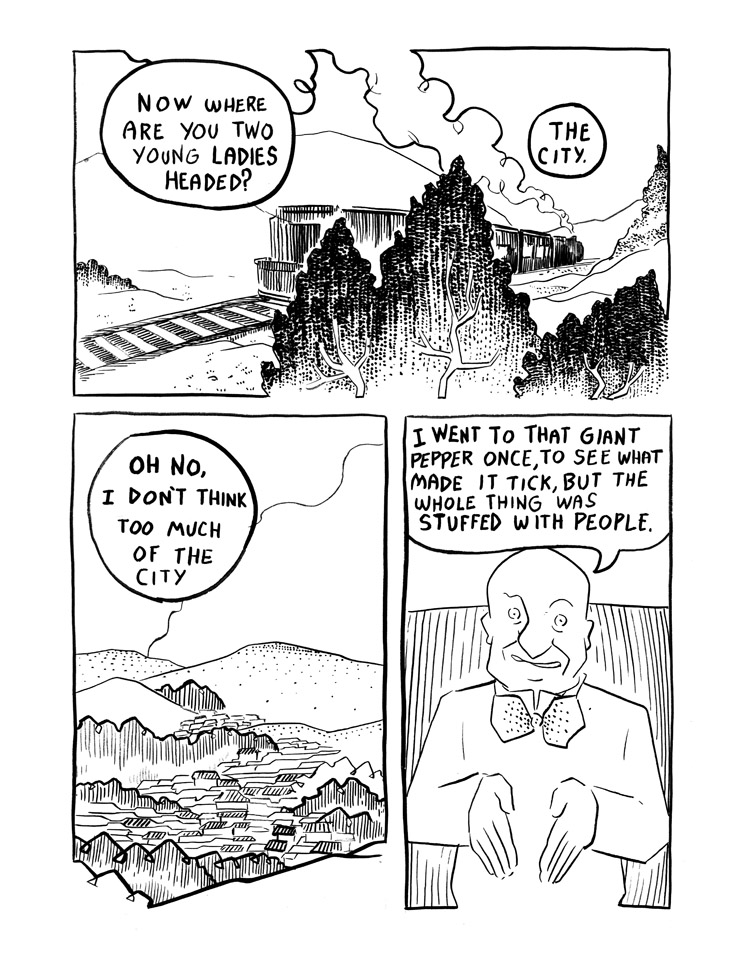 NOW WHERE
ARE YOU TWO
YOUNG LADIES
HEADED?
THE
CITY.
OH NO,
I DON'T THINK
TOO MUCH
OF THE
CITY
I WENT TO THAT GIANT
PEPPER ONCE, TO SEE WHAT
MADE IT TICK, BUT THE
WHOLE THING WAS
STUFFED WITH PEOPLE.